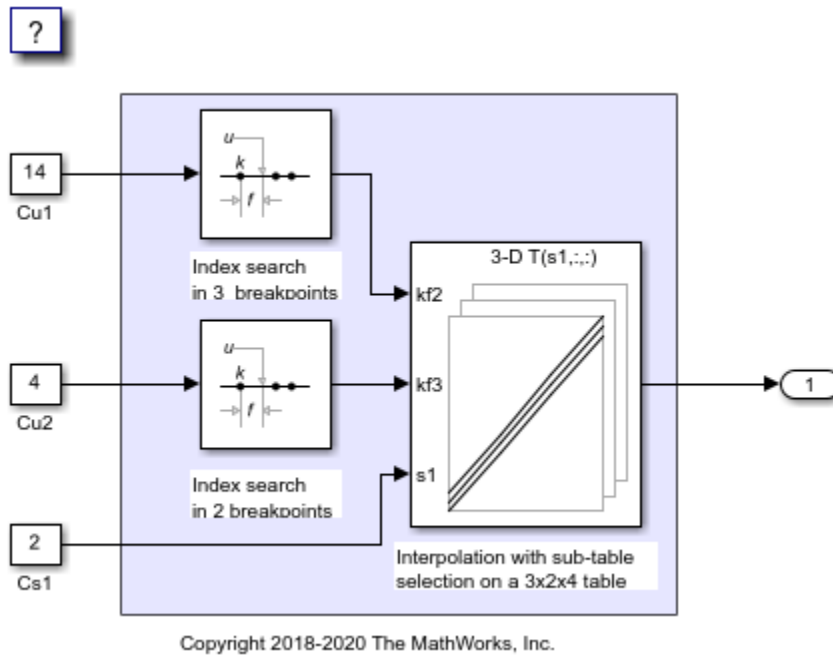 ?
14
Cu1
u
k
f
Index search
in 3 breakpoints
3-D T(s1,:,:)
kf2
4
Cu2
u
k
f
kf3
1
Index search
in 2 breakpoints
s1
2
Cs1
Interpolation with sub-table
selection on a 3x2x4 table
Copyright 2018-2020 The MathWorks, Inc.